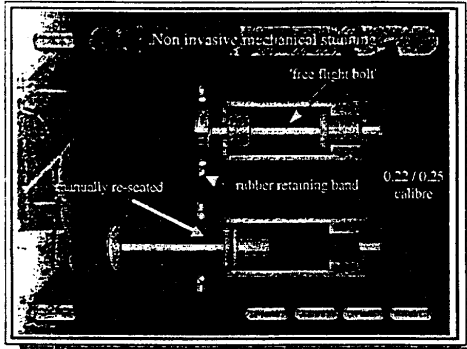 Non invasive mechanical stunning
'free flight bolt'
manually re-seated
rubber retaining band
0.22 / 0.25
calibre